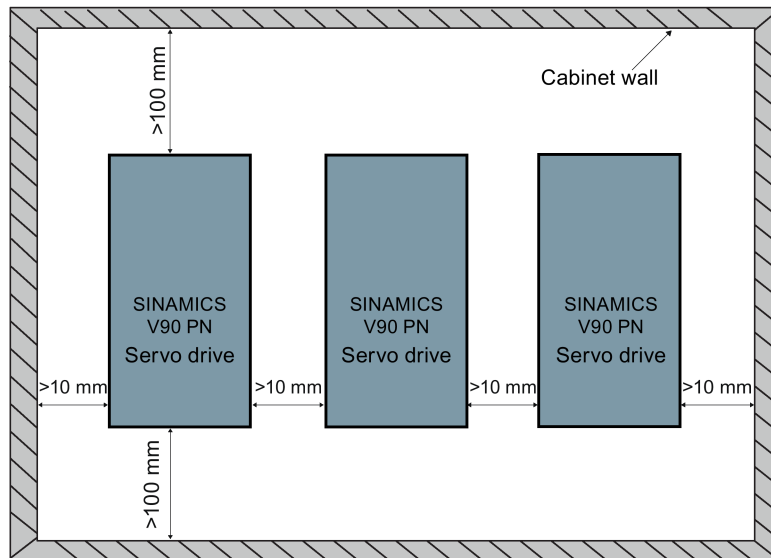 Cabinet wall
>100 mm
SINAMICS
V90 PN
Servo drive
SINAMICS
V90 PN
Servo drive
SINAMICS
V90 PN
Servo drive
>10 mm
>10 mm
>10 mm
>10 mm
>100 mm